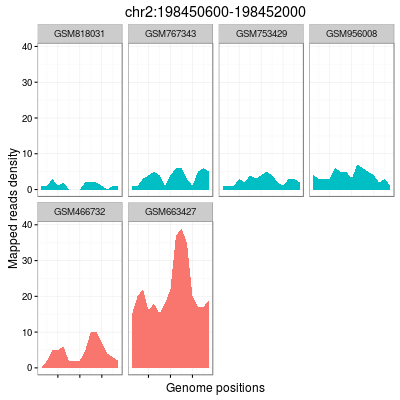 chr2:198450600-198452000
GSM818031 GSM767343 GSM753429 GSM956008
40
30
20
10
0
Mapped reads density
GSM466732 GSM663427
40
30
20
10
0
Genome positions